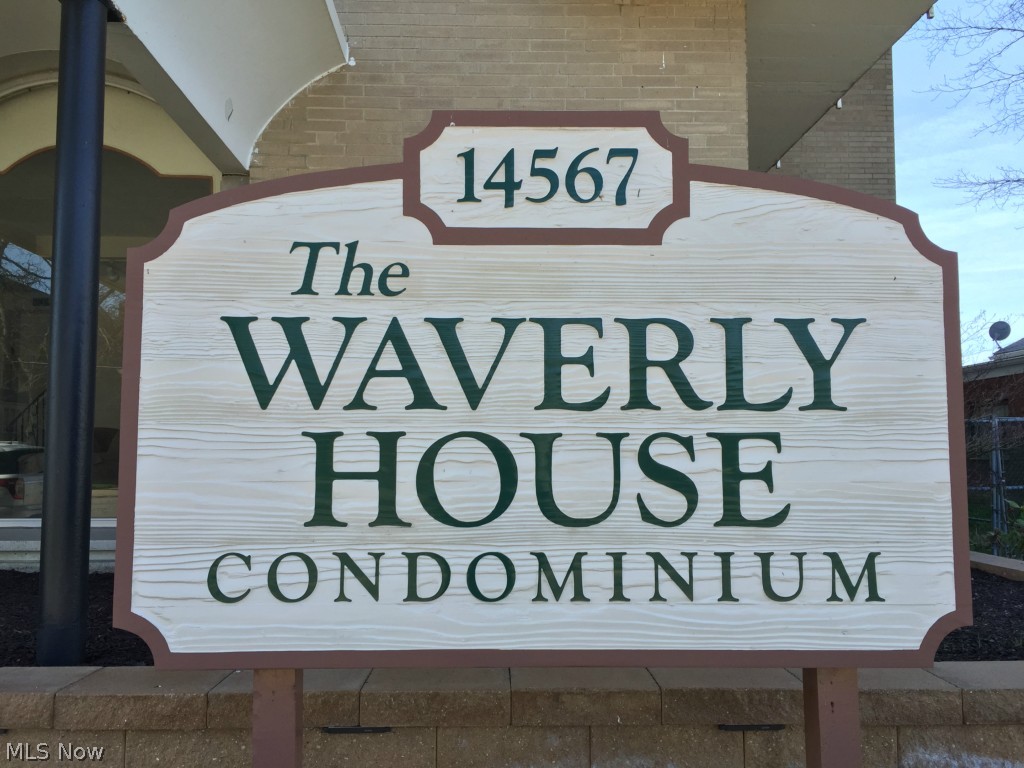 14567
The
WAVERLY
HOUSE
CONDOMINIUM
MLS Now